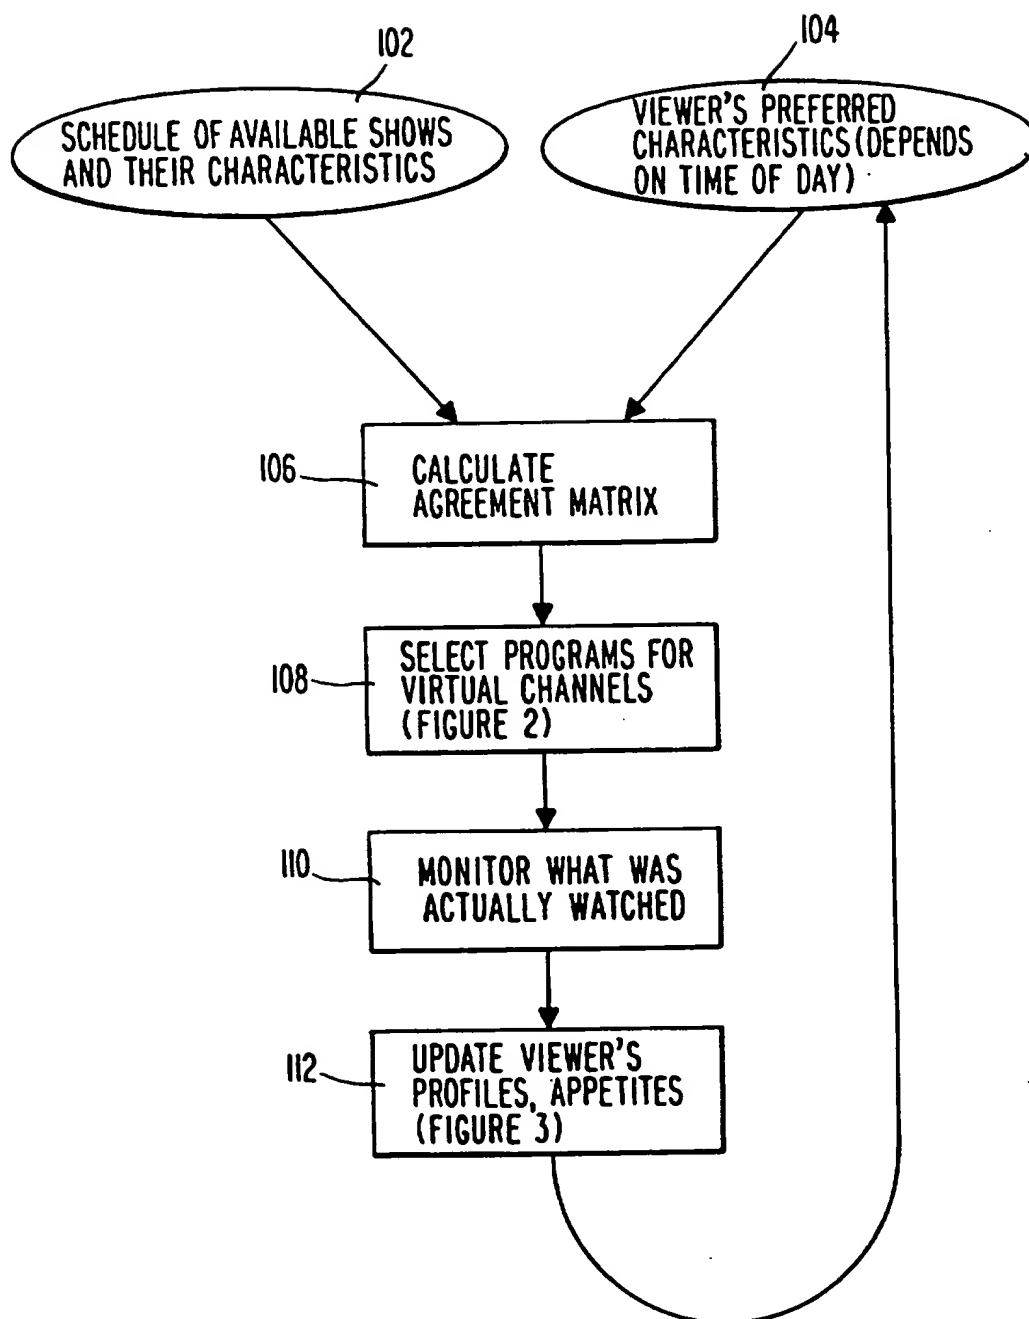 102
104
SCHEDULE OF AVAILABLE SHOWS
AND THEIR CHARACTERISTICS
VIEWER'S PREFERRED
CHARACTERISTICS (DEPENDS
ON TIME OF DAY)
106
CALCULATE
AGREEMENT MATRIX
108
SELECT PROGRAMS FOR
VIRTUAL CHANNELS
(FIGURE 2)
110
MONITOR WHAT WAS
ACTUALLY WATCHED
112
UPDATE VIEWER'S
PROFILES, APPETITES
(FIGURE 3)